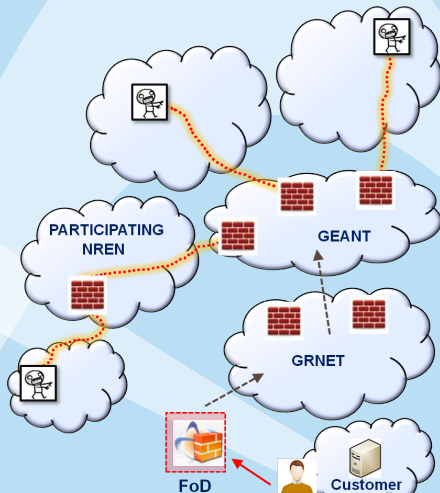 PARTICIPATING
NREN
GEANT
GRNET
FoD
Customer